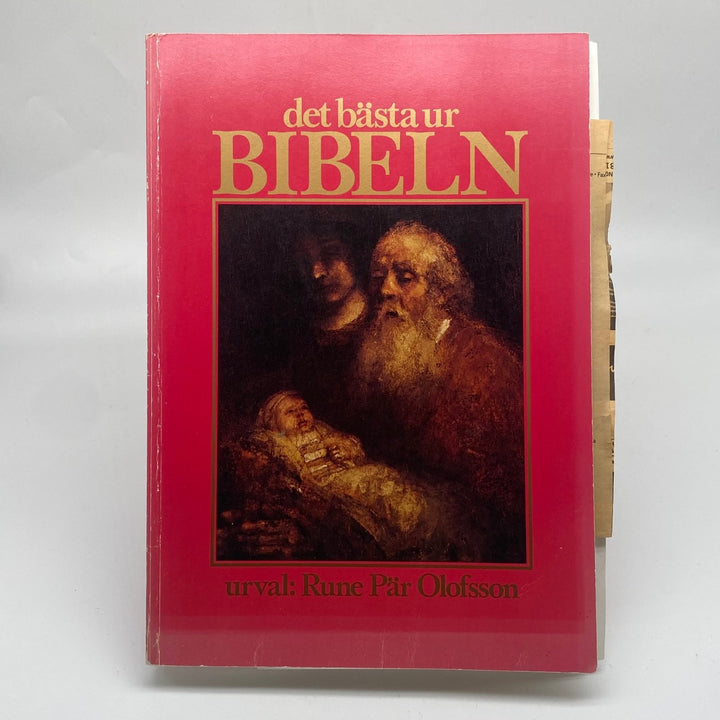 det bästa ur
BIBELN
urval: Rune Pär Olofsson